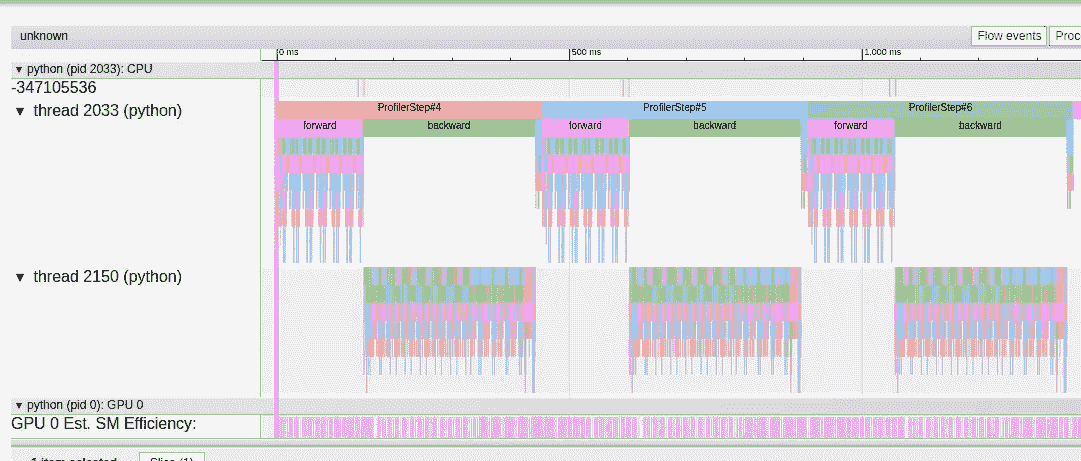 unknown
Flow events
Proc
0 ms
500 ms
1,000 ms
▼ python (pid 2033): CPU
-347105536
▼ thread 2033 (python)
ProfilerStep#4
ProfilerStep#5
ProfilerStep#6
forward
backward
forward
backward
forward
backward
▼ thread 2150 (python)
▼ python (pid 0): GPU 0
GPU 0 Est. SM Efficiency:
1 item selected
Slice (1)